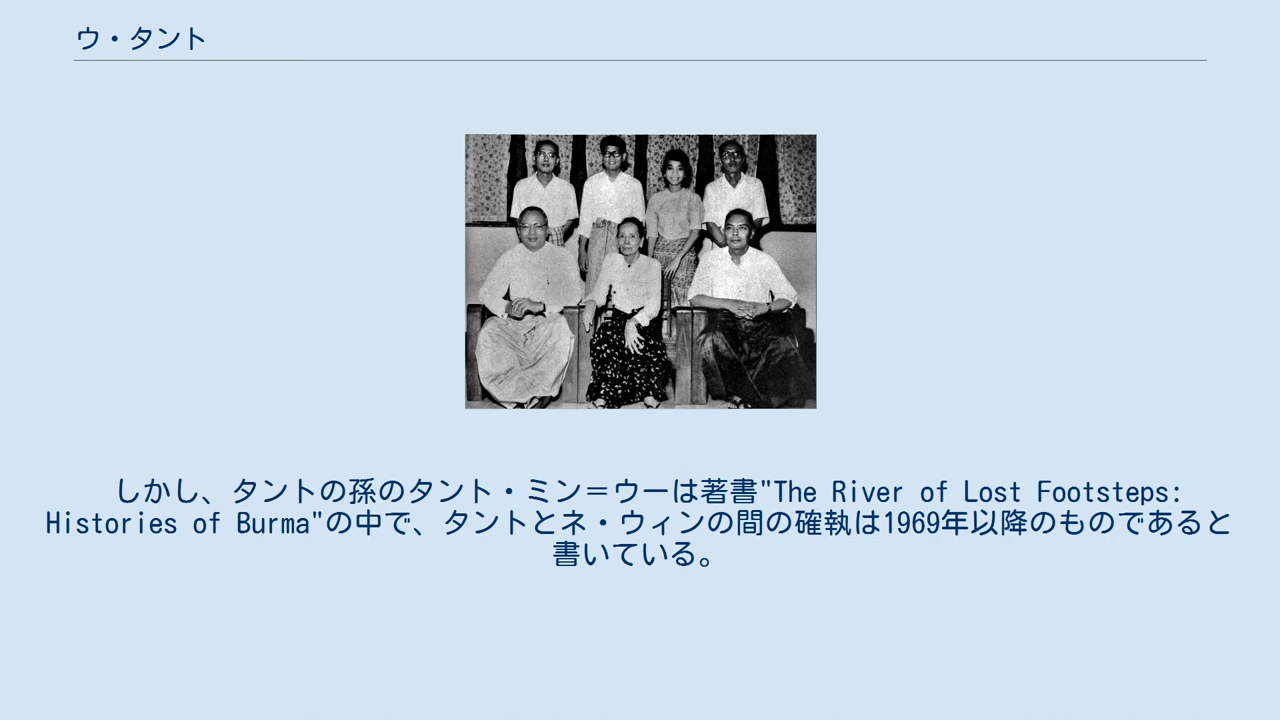 ウ・タント
しかし、タントの孫のタント・ミン＝ウーは著書"The River of Lost Footsteps:
Histories of Burma"の中で、タントとネ・ウィンの間の確執は1969年以降のものであると
書いている。